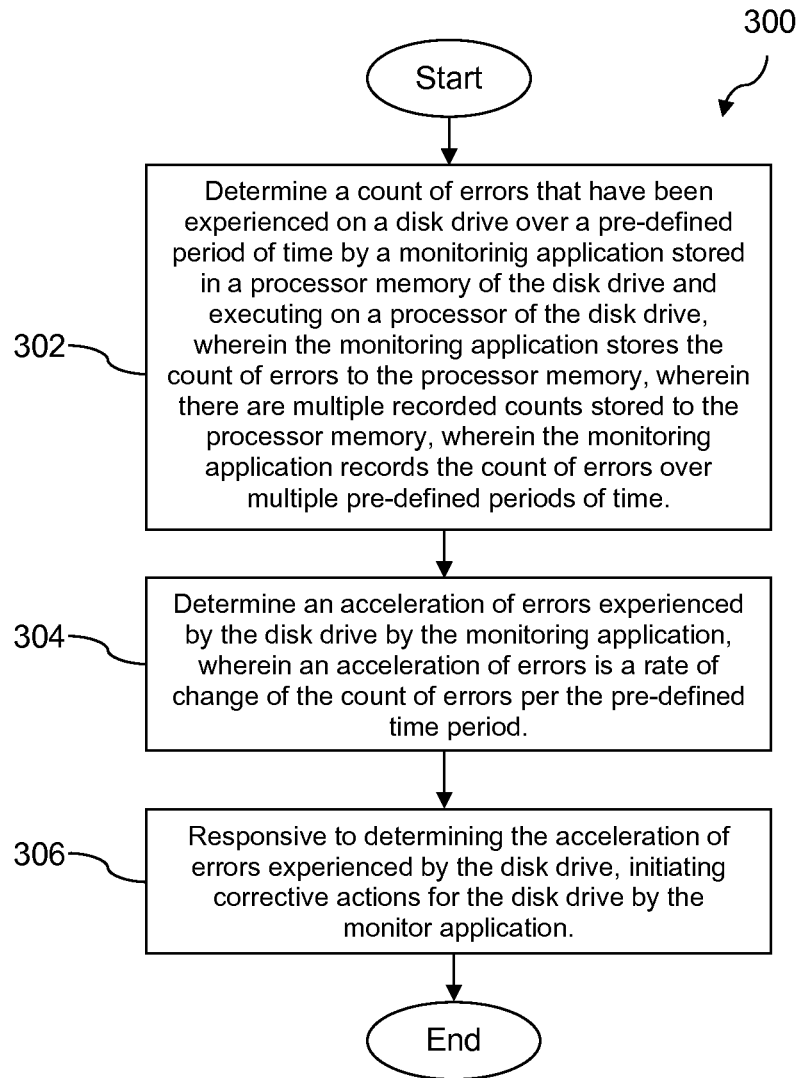 300
Start
302
Determine a count of errors that have been
experienced on a disk drive over a pre-defined
period of time by a monitorinig application stored
in a processor memory of the disk drive and
executing on a processor of the disk drive,
wherein the monitoring application stores the
count of errors to the processor memory, wherein
there are multiple recorded counts stored to the
processor memory, wherein the monitoring
application records the count of errors over
multiple pre-defined periods of time.
304
Determine an acceleration of errors experienced
by the disk drive by the monitoring application,
wherein an acceleration of errors is a rate of
change of the count of errors per the pre-defined
time period.
306
Responsive to determining the acceleration of
errors experienced by the disk drive, initiating
corrective actions for the disk drive by the
monitor application.
End